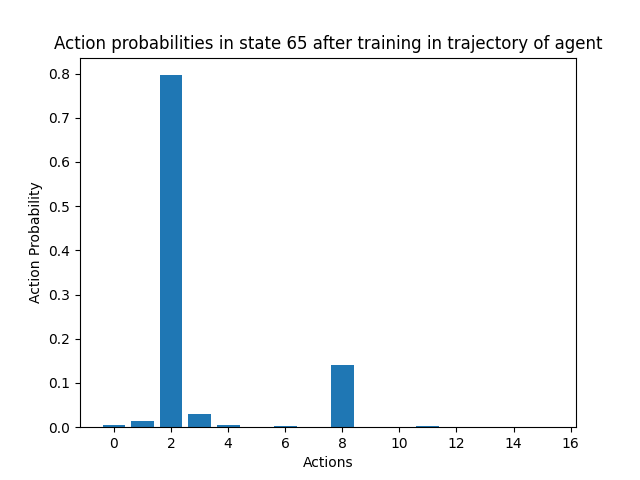 Action probabilities in state 65 after training in trajectory of agent
0.8
0.7
0.6
0.5
0.4
0.3
0.2
0.1
0.0
Action Probability
0 2 4 6 8 10 12 14 16
Actions